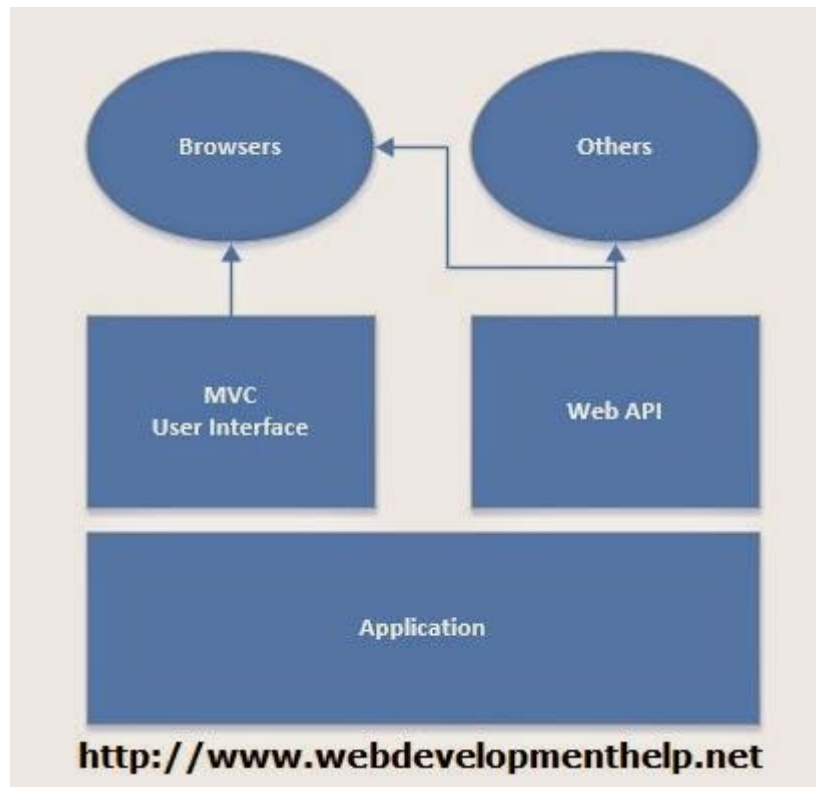 Browsers
Others
MVC
User Interface
Web API
Application
http://www.webdevelopmenthelp.net